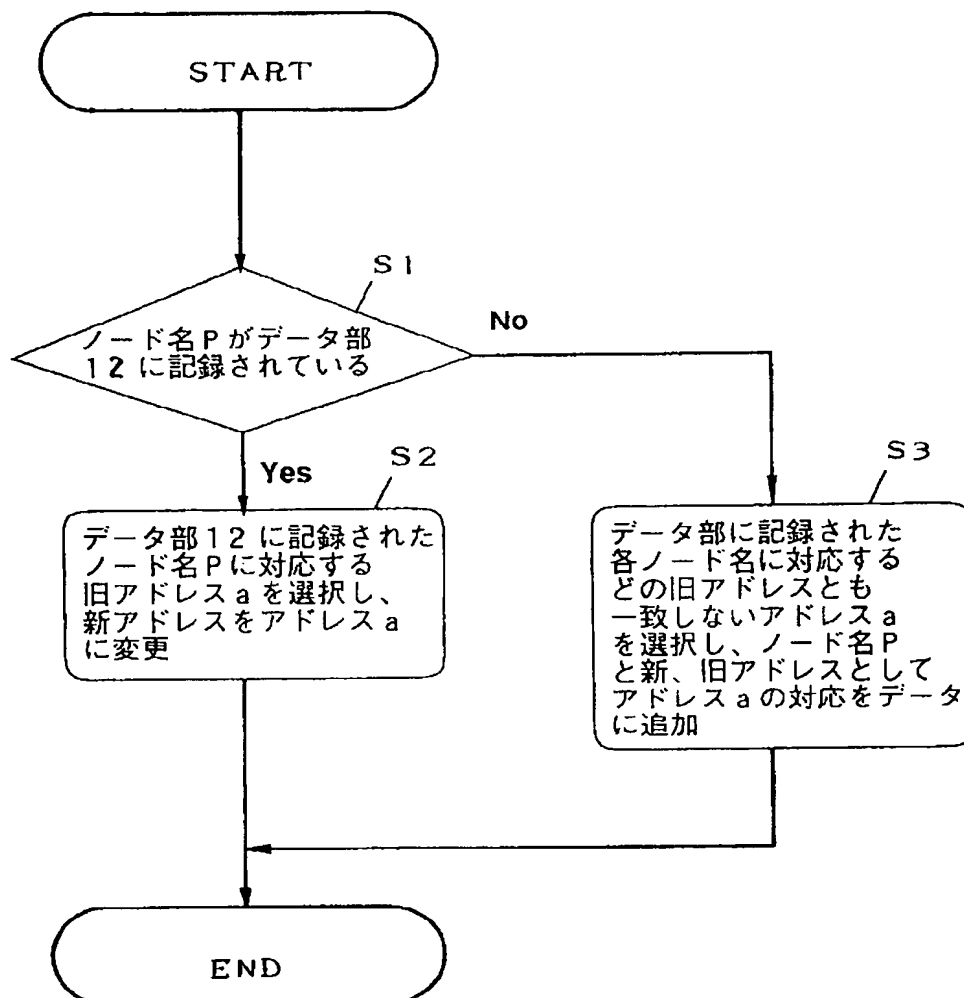 START
S1
ノード名Pがデータ部
12に記録されている
No
Yes
S2
データ部12に記録された
ノード名Pに対応する
旧アドレスaを選択し、
新アドレスをアドレスa
に変更
S3
データ部に記録された
各ノード名に対応する
どの旧アドレスとも
一致しないアドレスa
を選択し、ノード名P
と新、旧アドレスとして
アドレスaの対応をデータ
に追加
END